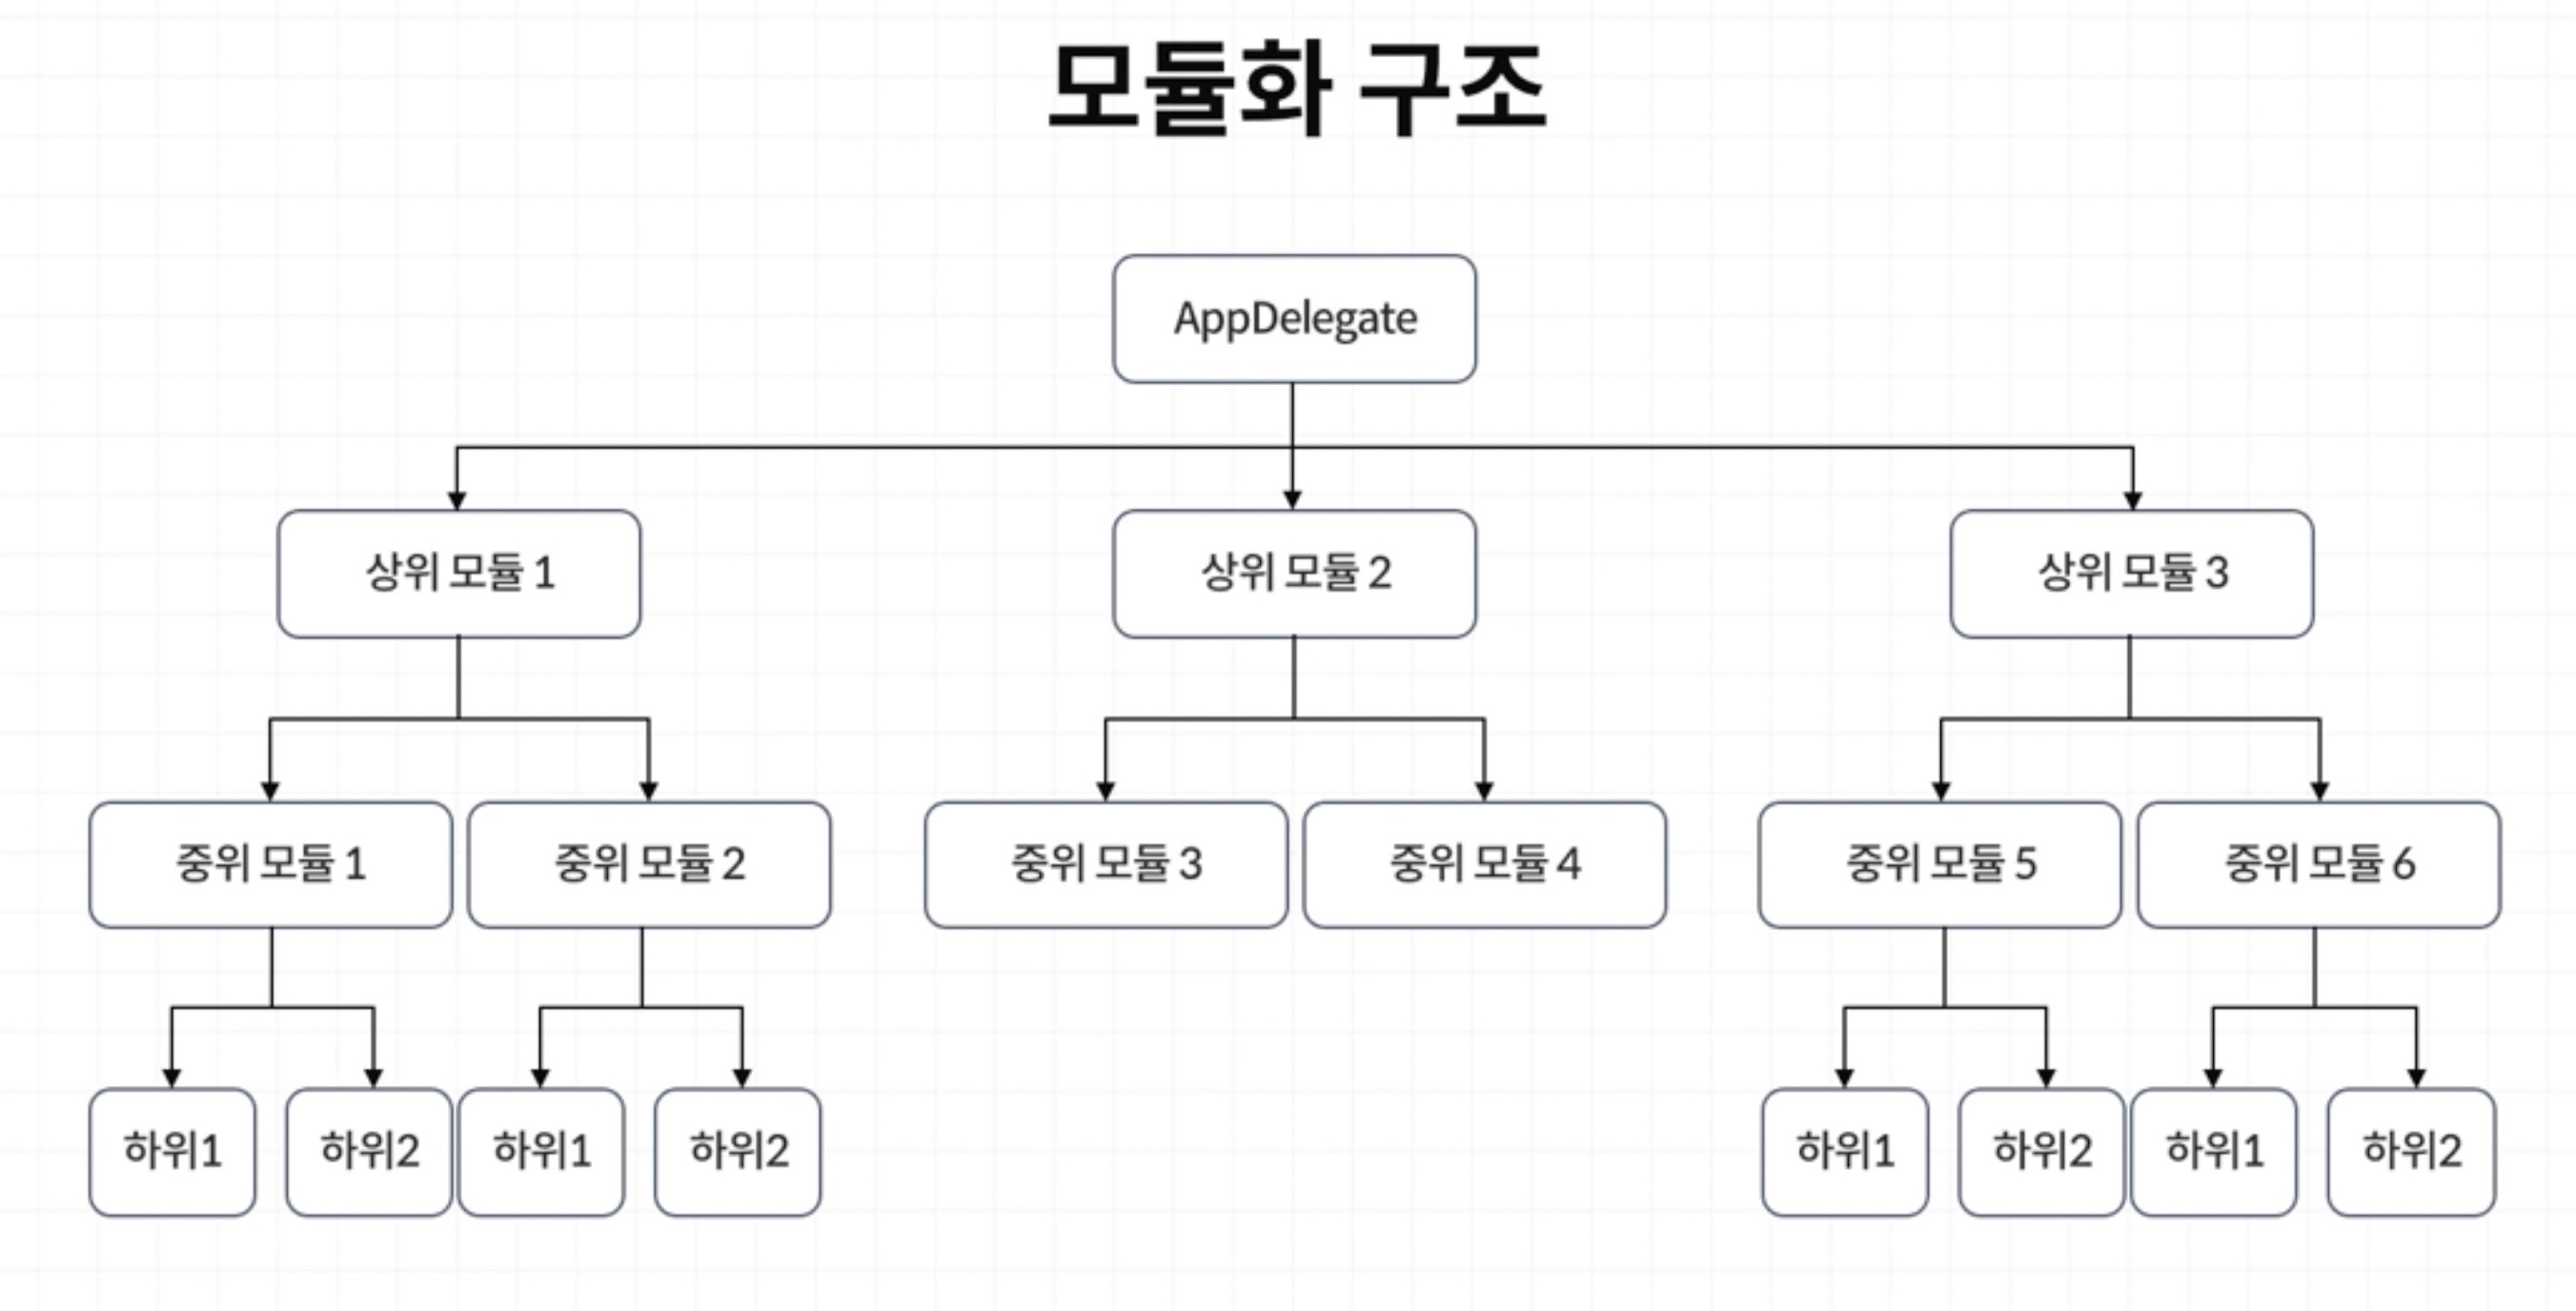 모듈화 구조
AppDelegate
상위 모듈 1
상위 모듈 2
상위 모듈 3
중위 모듈 1
중위 모듈 2
중위 모듈 3
중위 모듈 4
중위 모듈 5
중위 모듈 6
하위1
하위2
하위1
하위2
하위1
하위2
하위1
하위2